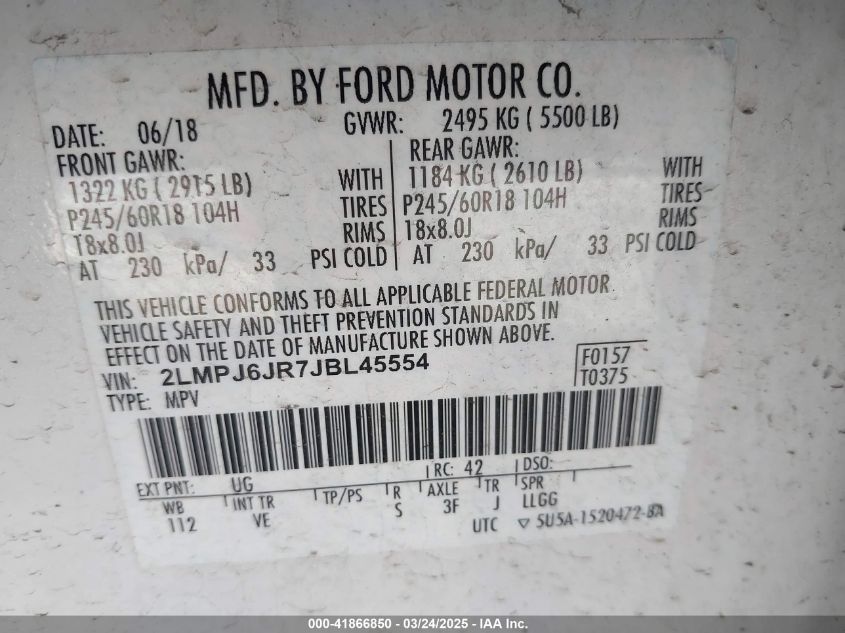 MFD. BY FORD MOTOR CO.
DATE: 06/18 GVWR: 2495 KG ( 5500 LB)
FRONT GAWR: REAR GAWR:
1322 KG ( 2915 LB) WITH 1184 KG ( 2610 LB) WITH
P245/60R18 104H TIRES P245/60R18 104H TIRES
18x8.0J RIMS 18x8.0J RIMS
AT 230 kPa/ 33 PSI COLD AT 230 kPa/ 33 PSI COLD
THIS VEHICLE CONFORMS TO ALL APPLICABLE FEDERAL MOTOR
VEHICLE SAFETY AND THEFT PREVENTION STANDARDS IN
EFFECT ON THE DATE OF MANUFACTURE SHOWN ABOVE.
VIN: 2LMPJ6JR7JBL45554 F0157
TYPE: MPV T0375
EXT PNT: UG RC: 42 DSO:
WB INT TR TP/PS R AXLE TR SPR
112 VE S 3F J LLGG
UTC ▽ 5U5A-1520472-BA
000-41866850 - 03/24/2025 - IAA Inc.